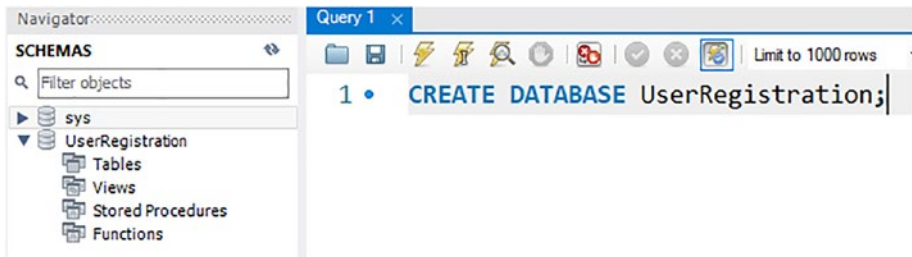 Navigator
SCHEMAS
Filter objects
sys
UserRegistration
Tables
Views
Stored Procedures
Functions
Query 1
Limit to 1000 rows
1 CREATE DATABASE UserRegistration;